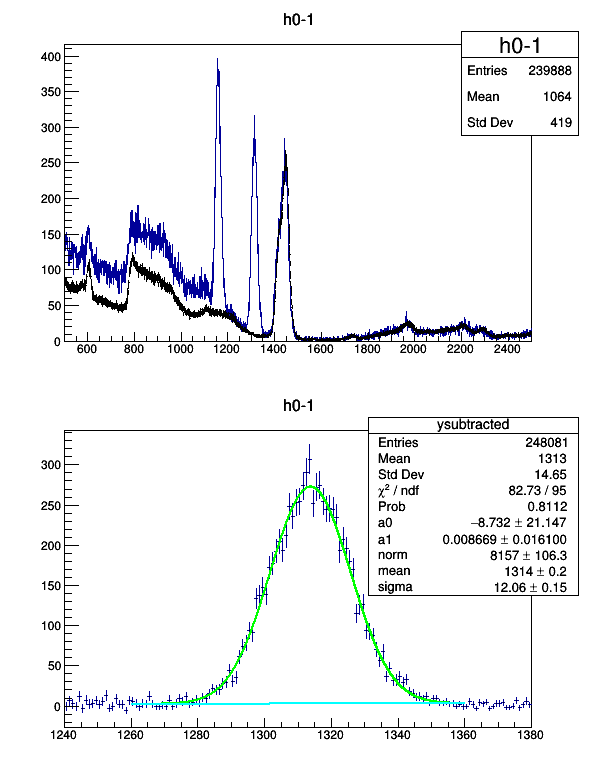 h0-1
h0-1
Entries 239888
Mean 1064
Std Dev 419
400
350
300
250
200
150
100
50
0
600 800 1000 1200 1400 1600 1800 2000 2200 2400
h0-1
ysubtracted
Entries 248081
Mean 1313
Std Dev 14.65
χ² / ndf 82.73 / 95
Prob 0.8112
a0 −8.732 ± 21.147
a1 0.008669 ± 0.016100
norm 8157 ± 106.3
mean 1314 ± 0.2
sigma 12.06 ± 0.15
300
250
200
150
100
50
0
1240 1260 1280 1300 1320 1340 1360 1380